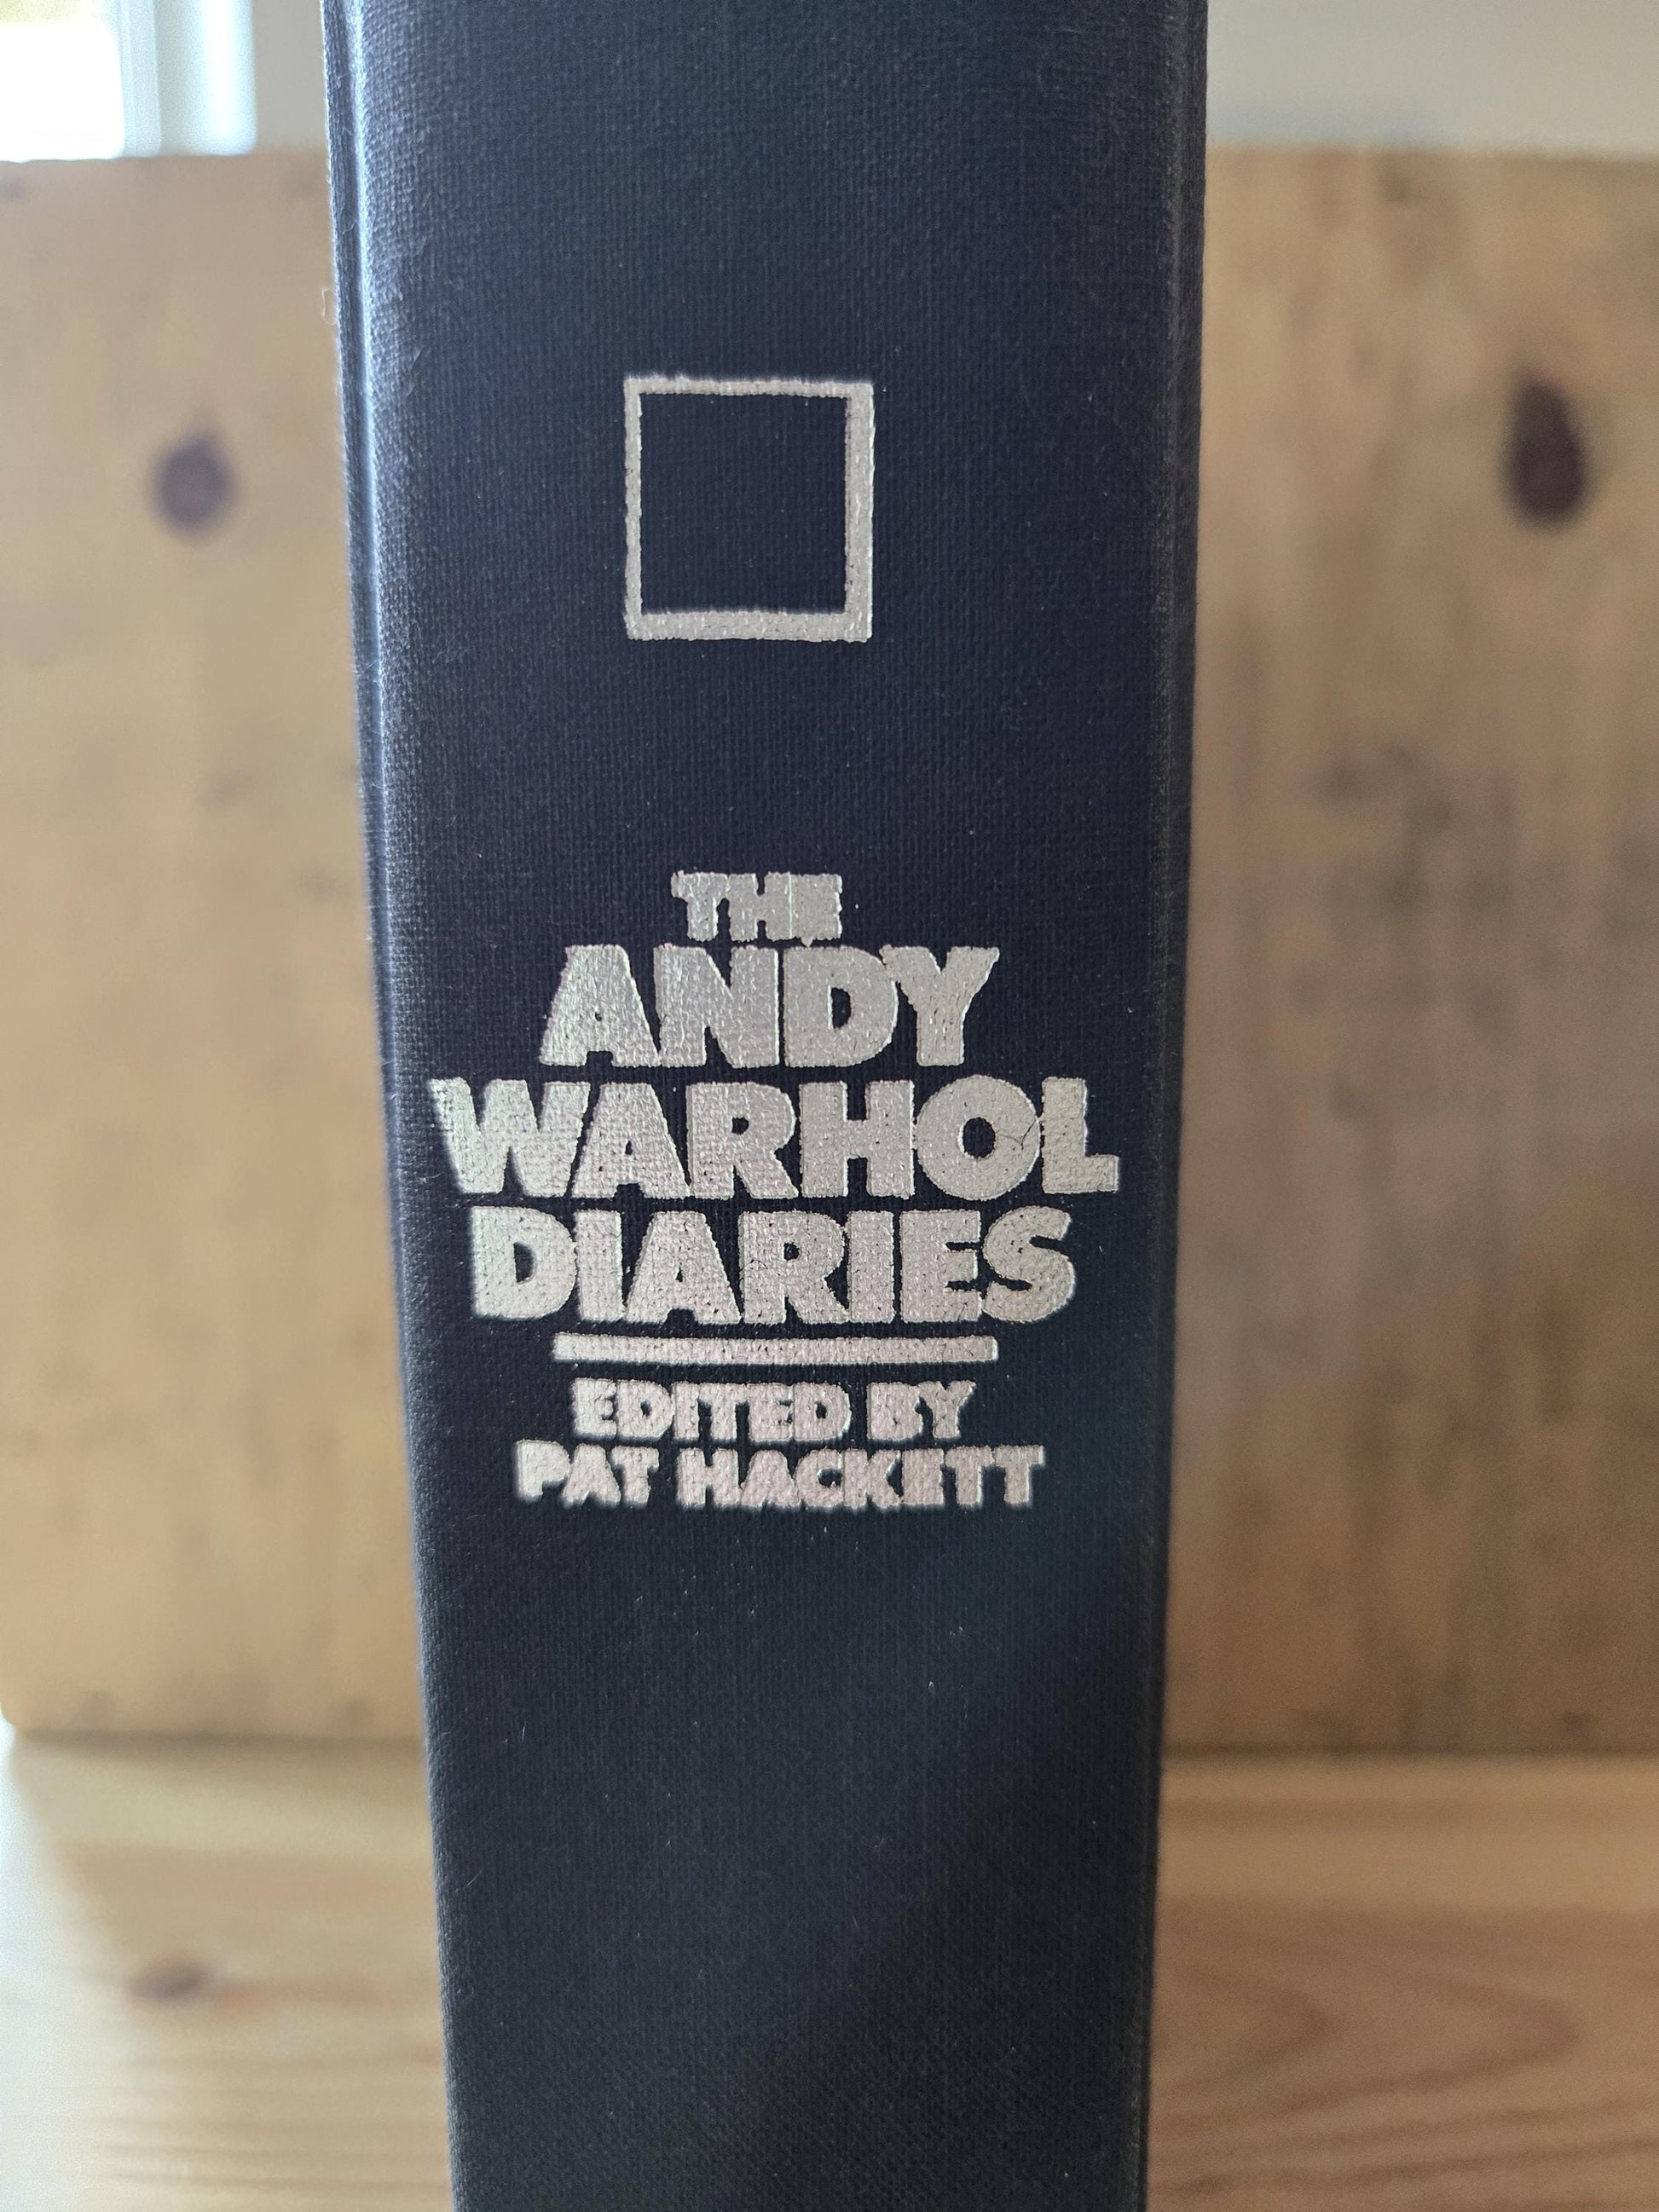 THE
ANDY
WARHOL
DIARIES
EDITED BY
PAT HACKETT